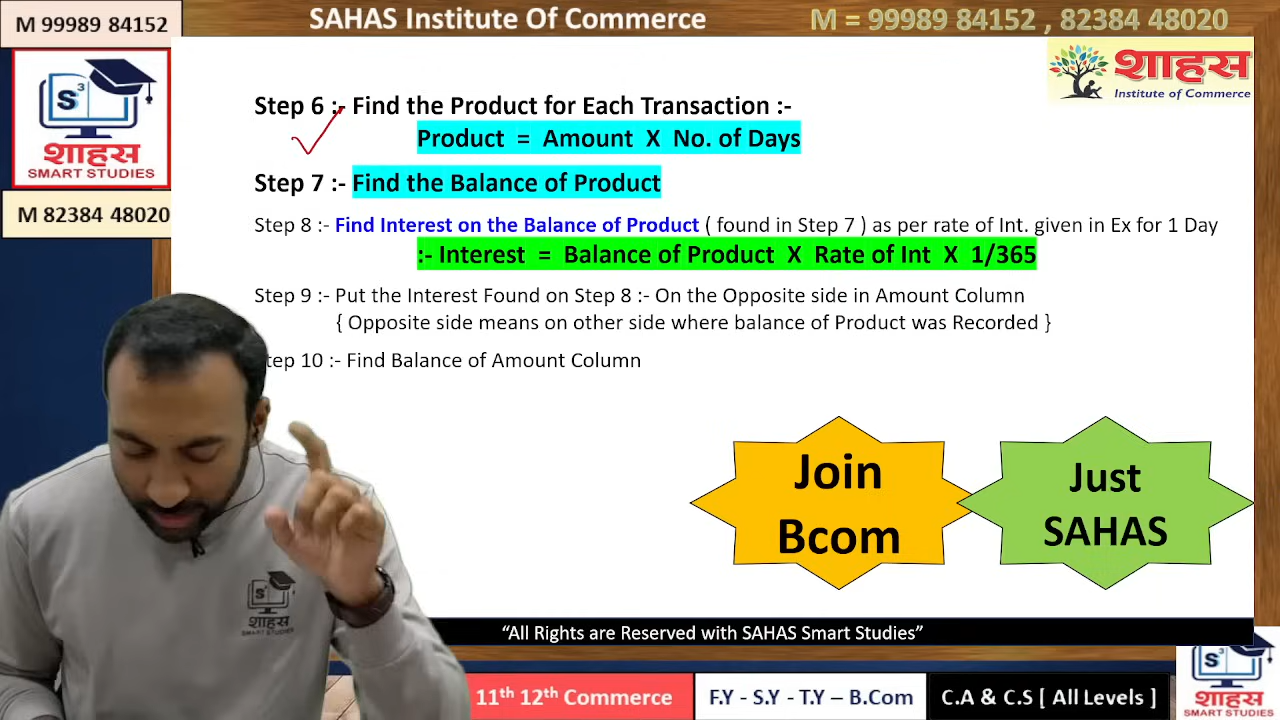 M 99989 84152
SAHAS Institute Of Commerce
M = 99989 84152 , 82384 48020
S3
शाहस
SMART STUDIES
M 82384 48020
शाहस
Institute of Commerce
Step 6 :- Find the Product for Each Transaction :-
Product = Amount X No. of Days
Step 7 :- Find the Balance of Product
Step 8 :- Find Interest on the Balance of Product ( found in Step 7 ) as per rate of Int. given in Ex for 1 Day
:- Interest = Balance of Product X Rate of Int X 1/365
Step 9 :- Put the Interest Found on Step 8 :- On the Opposite side in Amount Column
{ Opposite side means on other side where balance of Product was Recorded }
tep 10 :- Find Balance of Amount Column
Join
Bcom
Just
SAHAS
S3
शाहस
SMART STUDIES
"All Rights are Reserved with SAHAS Smart Studies"
11th 12th Commerce
F.Y - S.Y - T.Y – B.Com
C.A & C.S [ All Levels ]
S3
शाहस
SMART STUDIES